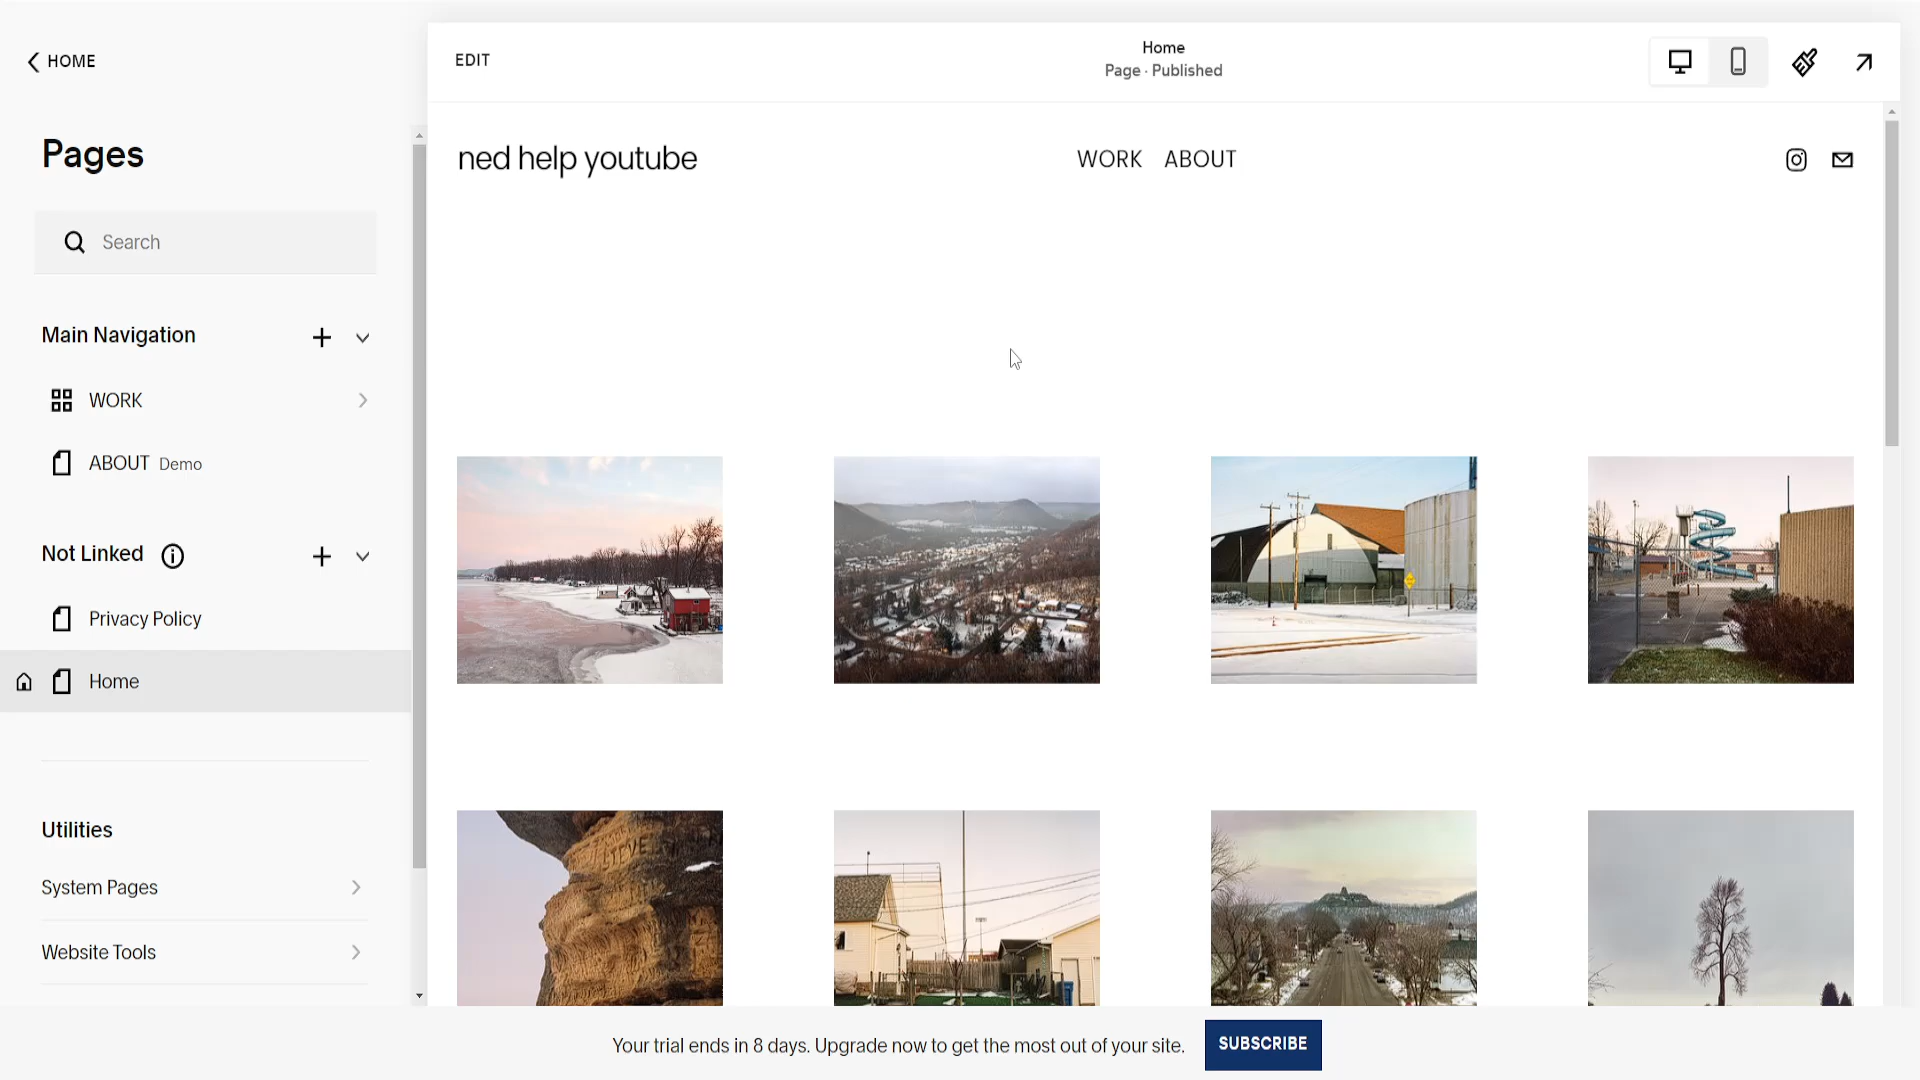 HOME
Pages
Search
Main Navigation
WORK
ABOUT Demo
Not Linked
Privacy Policy
Home
Utilities
System Pages
Website Tools
EDIT
Home
Page · Published
ned help youtube
WORK ABOUT
Your trial ends in 8 days. Upgrade now to get the most out of your site.
SUBSCRIBE